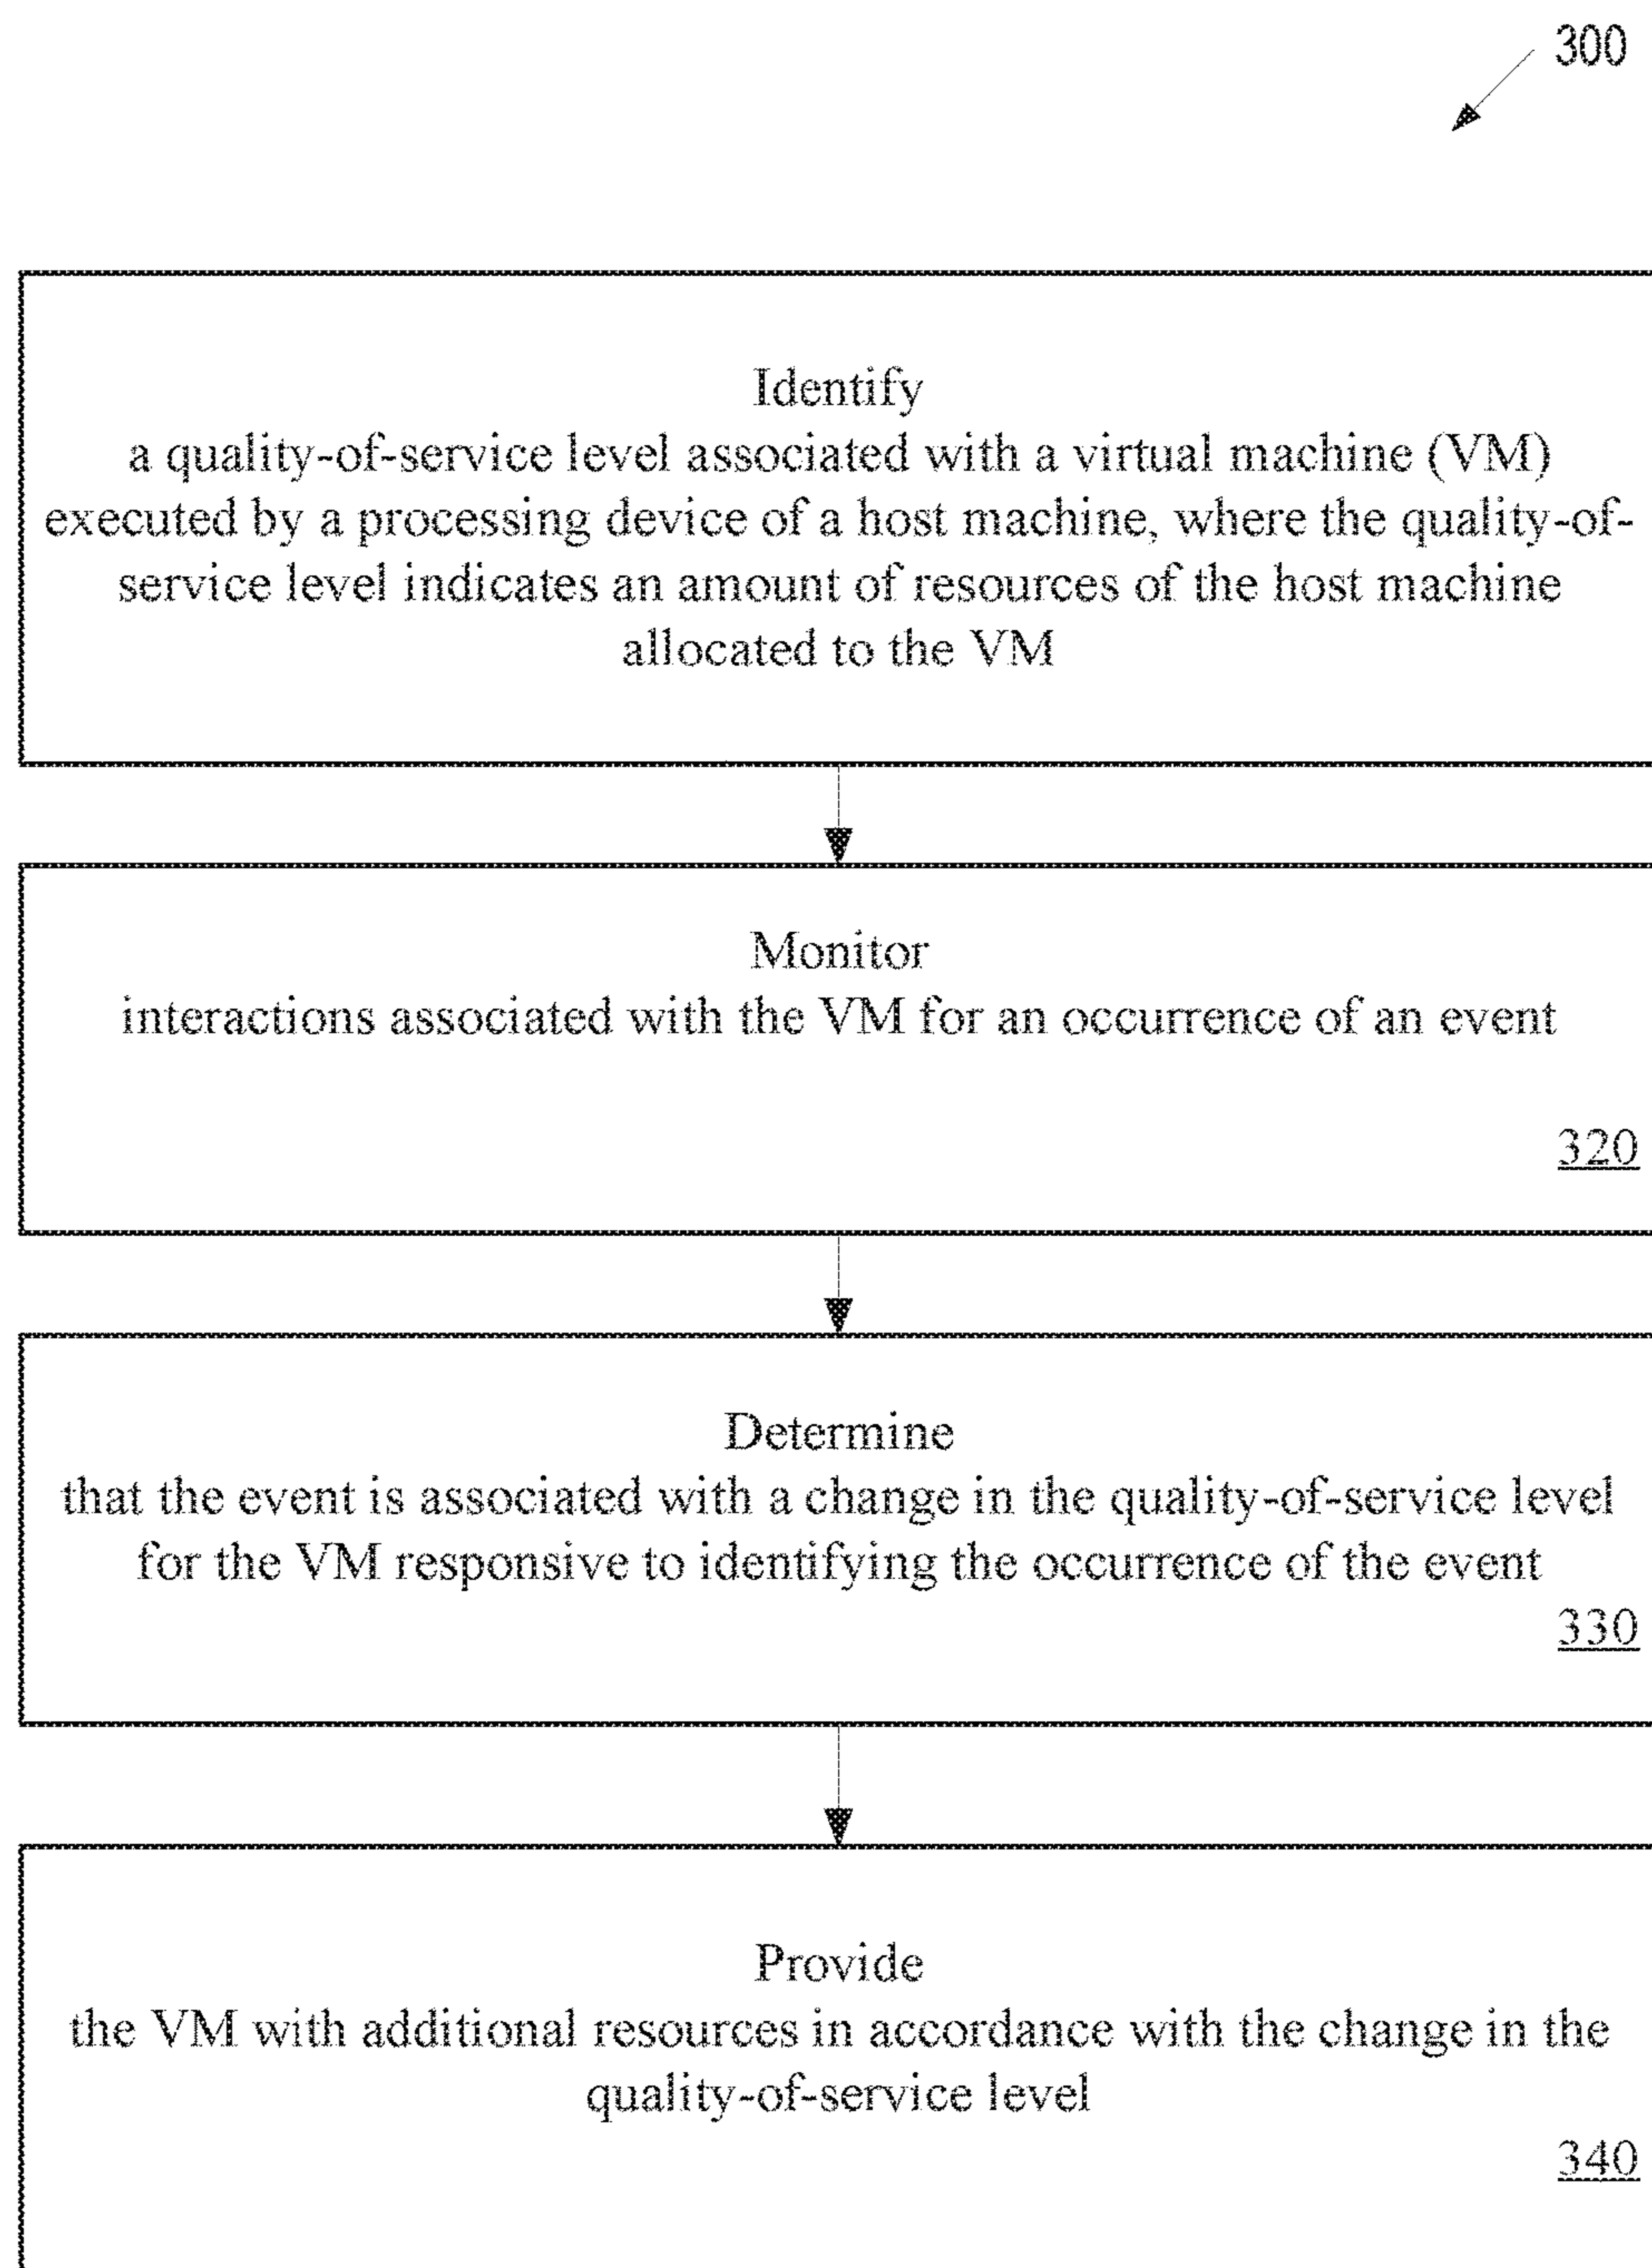 300
Identify
a quality-of-service level associated with a virtual machine (VM)
executed by a processing device of a host machine, where the quality-of-
service level indicates an amount of resources of the host machine
allocated to the VM
Monitor
interactions associated with the VM for an occurrence of an event
320
Determine
that the event is associated with a change in the quality-of-service level
for the VM responsive to identifying the occurrence of the event
330
Provide
the VM with additional resources in accordance with the change in the
quality-of-service level
340